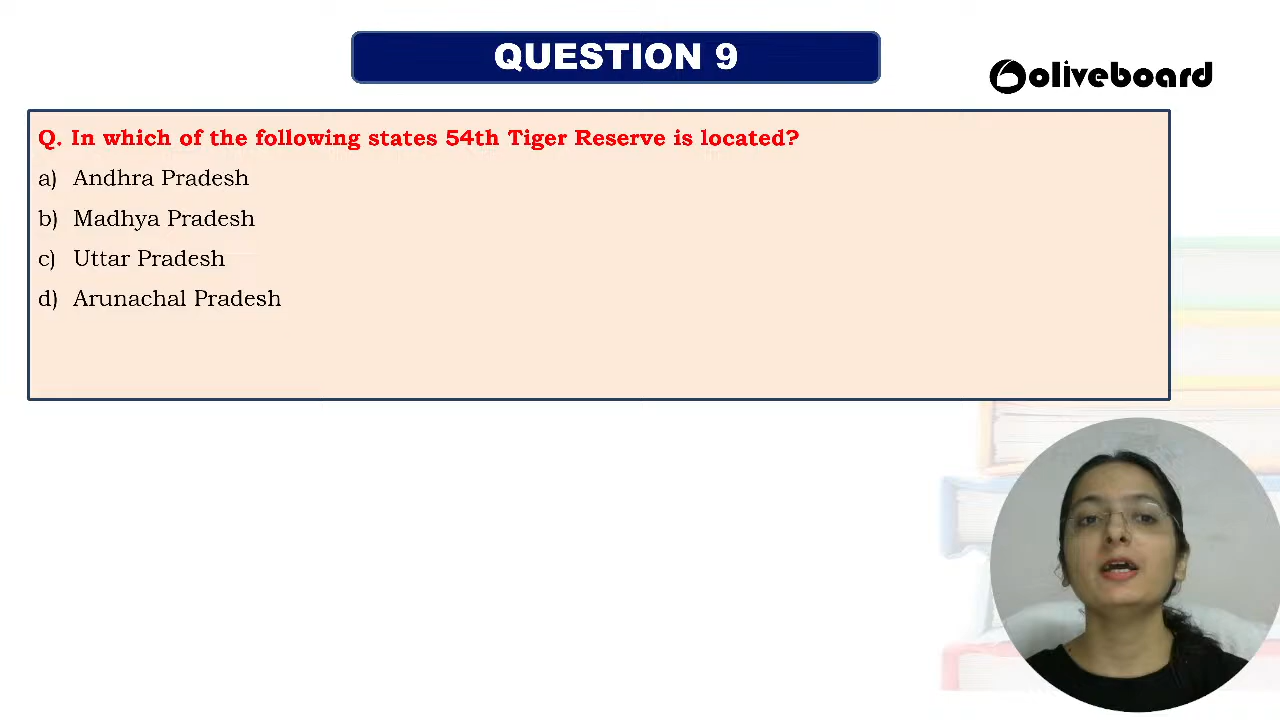 QUESTION 9
oliveboard
Q. In which of the following states 54th Tiger Reserve is located?
a) Andhra Pradesh
b) Madhya Pradesh
c) Uttar Pradesh
d) Arunachal Pradesh